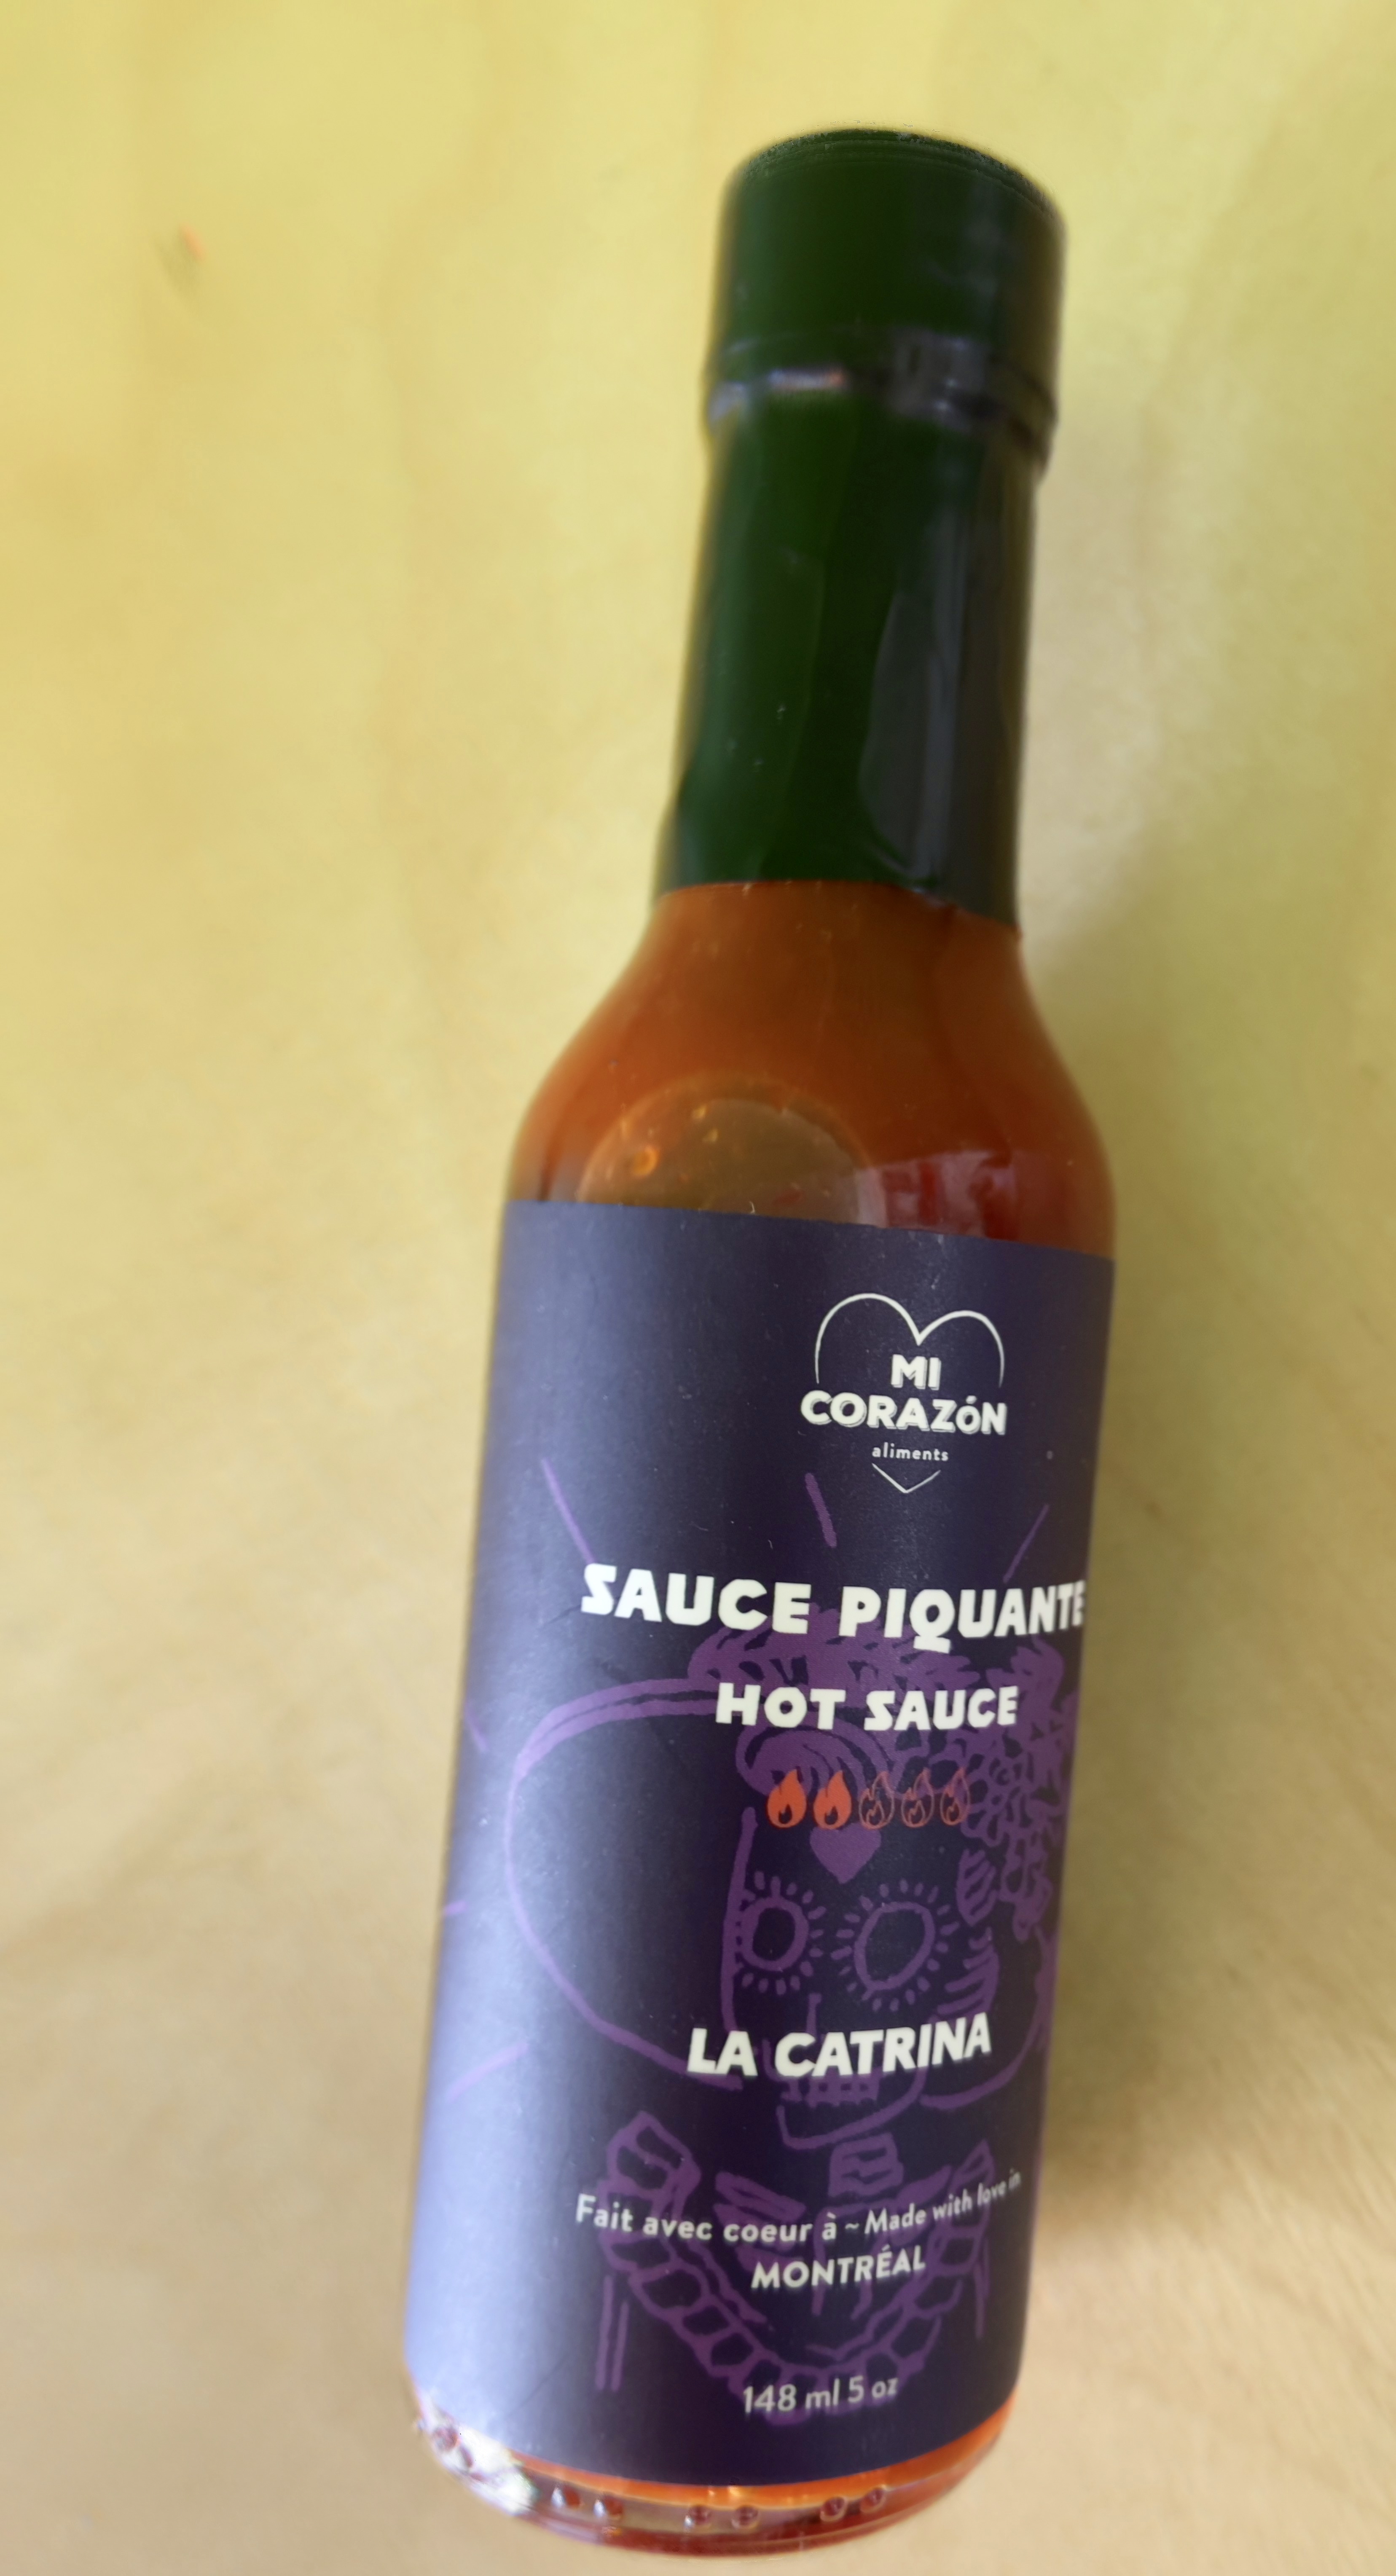 MI
CORAZÓN
aliments
SAUCE PIQUANTE
HOT SAUCE
LA CATRINA
Fait avec coeur à ~ Made with love in
MONTRÉAL
148 ml 5 oz